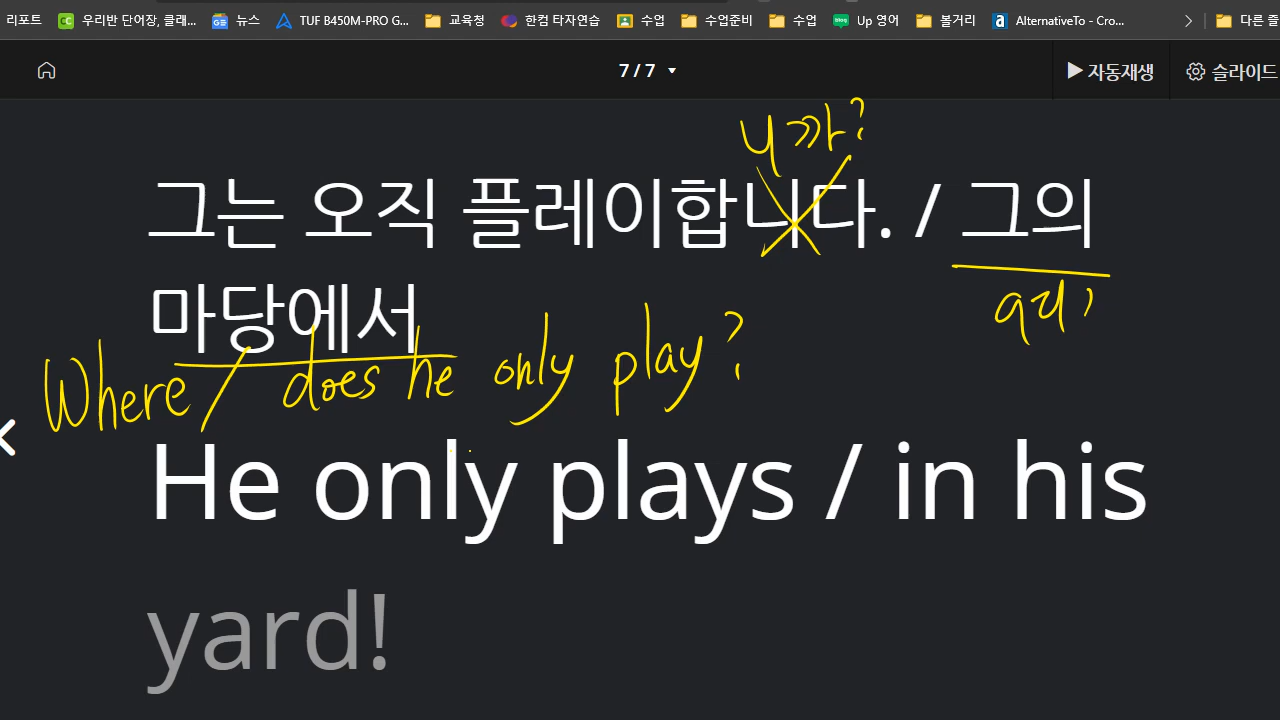 리포트 우리반 단어장, 클래... 뉴스 TUF B450M-PRO G... 교육청 한컴 타자연습 수업 수업준비 수업 Up 영어 볼거리 AlternativeTo - Cro... 다른 즐
7 / 7 자동재생 슬라이드
니까?
그는 오직 플레이합니다. / 그의
마당에서
Where / does he only play?
He only plays / in his
yard!